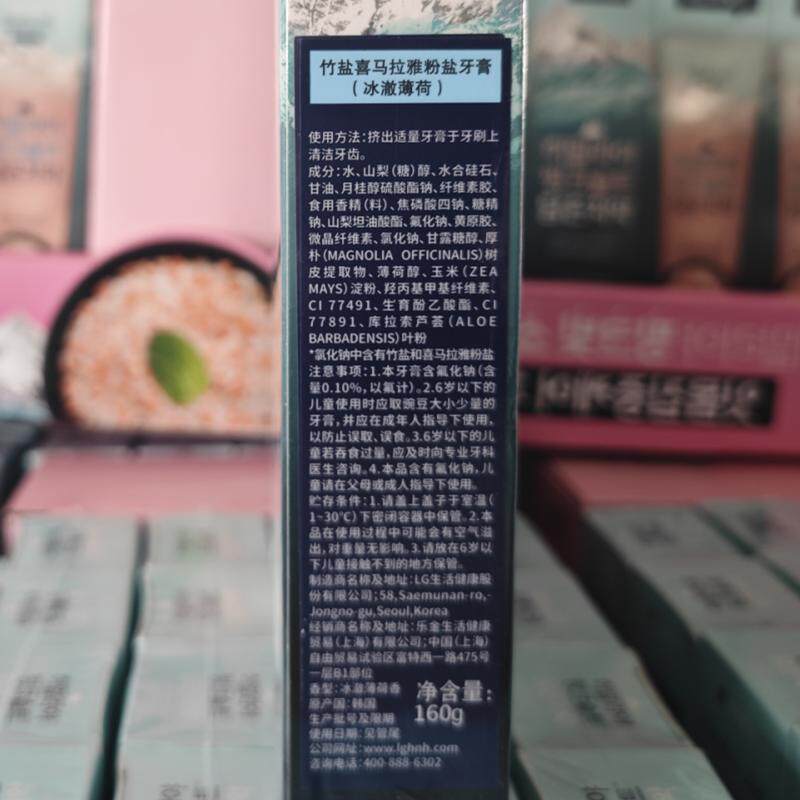 竹盐喜马拉雅粉盐牙膏
（冰澈薄荷）
使用方法:挤出适量牙膏于牙刷上
清洁牙齿。
成分:水、山梨(糖)醇、水合硅石、
甘油、月桂醇硫酸酯钠、纤维素胶、
食用香精(料)、焦磷酸四钠、糖精
钠、山梨坦油酸酯、氟化钠、黄原胶、
微晶纤维素、氯化钠、甘露糖醇、厚
朴(MAGNOLIA OFFICINALIS)树
皮提取物、薄荷醇、玉米(ZEA
MAYS)淀粉、羟丙基甲基纤维素、
CI 77491、生育酚乙酸酯、CI
77891、库拉索芦荟(ALOE
BARBADENSIS)叶粉
*氯化钠中含有竹盐和喜马拉雅粉盐
注意事项:1.本牙膏含氟化钠(含
量0.10%,以氟计)。2.6岁以下的
儿童使用时应取豌豆大小少量的
牙膏,并应在成年人指导下使用,
以防止误取、误食。3.6岁以下的儿
童若吞食过量,应及时向专业牙科
医生咨询。4.本品含有氟化钠,儿
童请在父母或成人指导下使用。
贮存条件:1.请盖上盖子于室温(
1~30℃)下密闭容器中保管。2.本
品在使用过程中可能会有空气溢
出,对重量无影响。3.请放在6岁以
下儿童接触不到的地方保管。
制造商名称及地址:LG生活健康股
份有限公司;58,Saemunan-ro,-
Jongno-gu,Seoul,Korea
经销商名称及地址:乐金生活健康
贸易(上海)有限公司;中国(上海)
自由贸易试验区富特西一路475号
一层B1部位
香型:冰澈薄荷香
原产国:韩国
生产批号及限期
使用日期:见管尾
净含量:
160g
公司网址:www.lghnh.com
咨询电话:400-888-6302